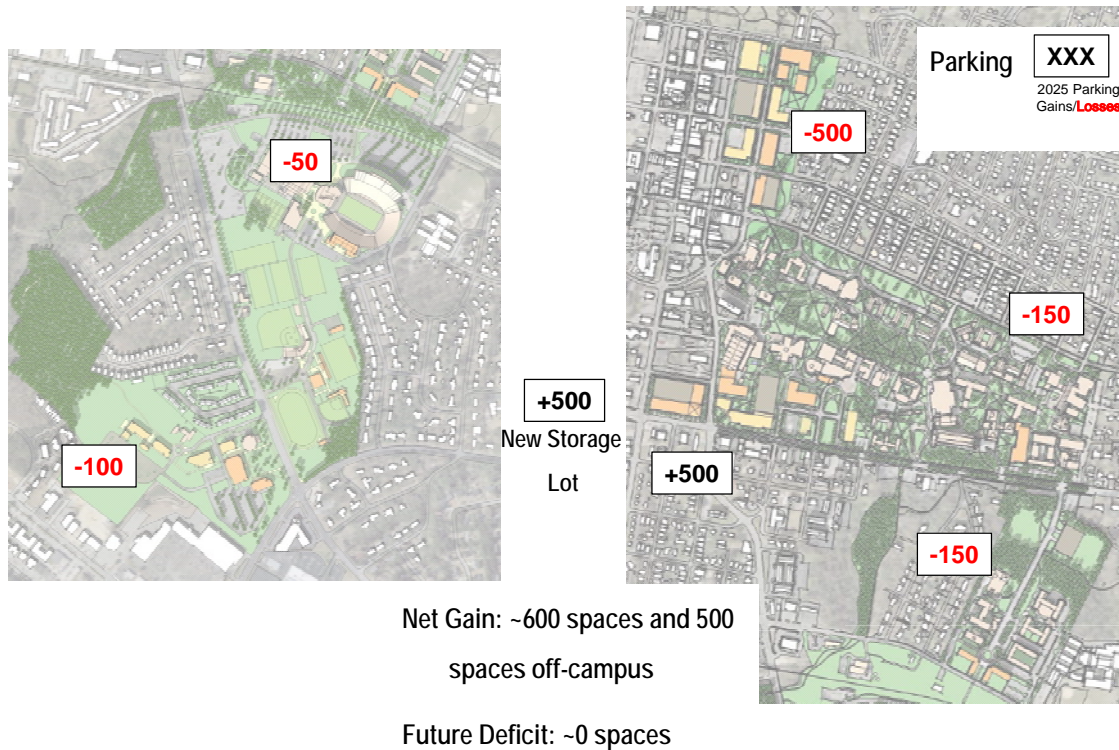 Parking XXX
2025 Parking
Gains/Losses
-50
-500
-150
+500
New Storage
Lot
-100
+500
-150
Net Gain: ~600 spaces and 500
spaces off-campus
Future Deficit: ~0 spaces